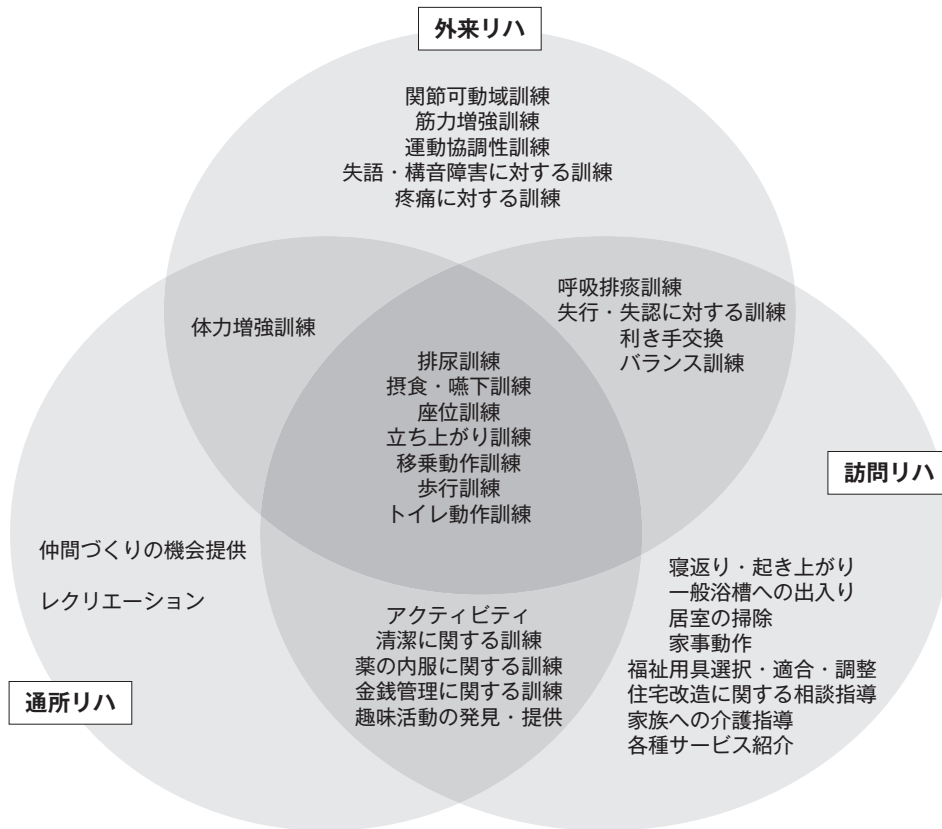 外来リハ
関節可動域訓練
筋力増強訓練
運動協調性訓練
失語・構音障害に対する訓練
疼痛に対する訓練
体力増強訓練
呼吸排痰訓練
失行・失認に対する訓練
利き手交換
バランス訓練
排尿訓練
摂食・嚥下訓練
座位訓練
立ち上がり訓練
移乗動作訓練
歩行訓練
トイレ動作訓練
訪問リハ
仲間づくりの機会提供
レクリエーション
通所リハ
アクティビティ
清潔に関する訓練
薬の内服に関する訓練
金銭管理に関する訓練
趣味活動の発見・提供
寝返り・起き上がり
一般浴槽への出入り
居室の掃除
家事動作
福祉用具選択・適合・調整
住宅改造に関する相談指導
家族への介護指導
各種サービス紹介